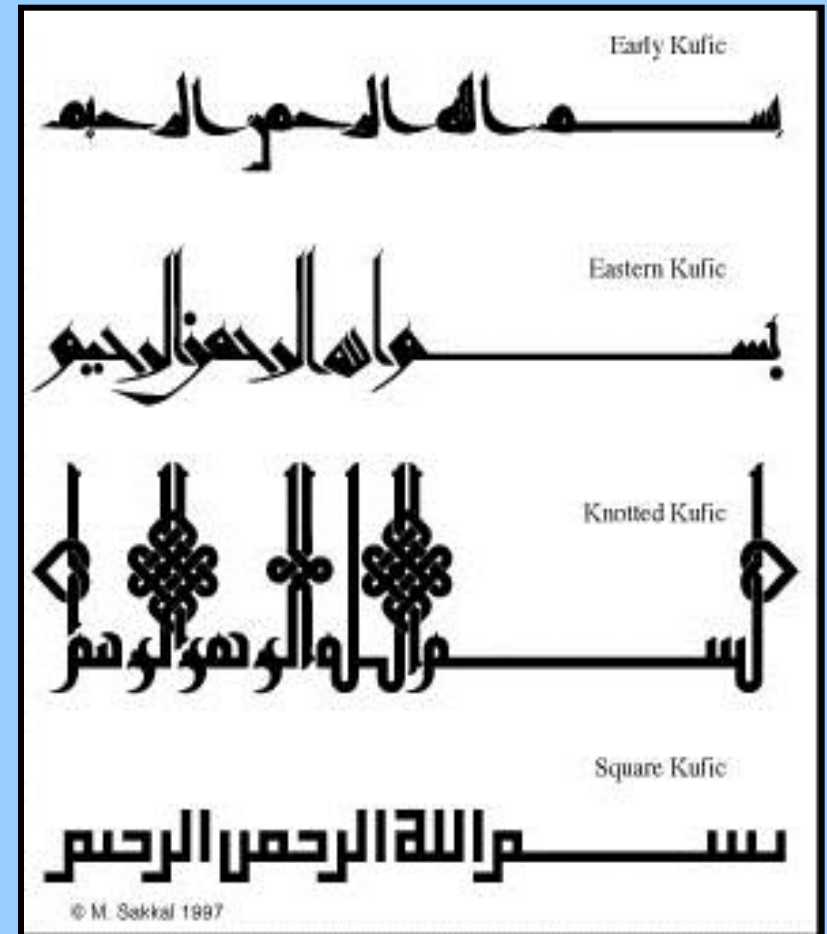 Early Kufic
بسم الله الرحمن الرحيم
Eastern Kufic
بسم الله الرحمن الرحيم
Knotted Kufic
بسم الله الرحمن الرحيم
Square Kufic
بسم الله الرحمن الرحيم
© M. Sakkal 1997